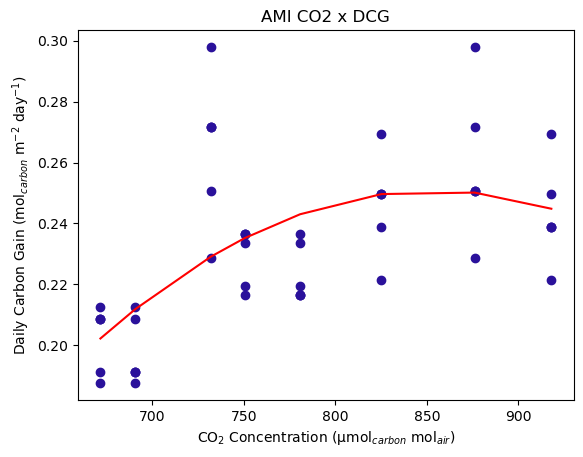 AMI CO2 x DCG
Daily Carbon Gain (mol$_{carbon}$ m$^{-2}$ day$^{-1}$)
0.30
0.28
0.26
0.24
0.22
0.20
700 750 800 850 900
CO$_2$ Concentration (µmol$_{carbon}$ mol$_{air}$)